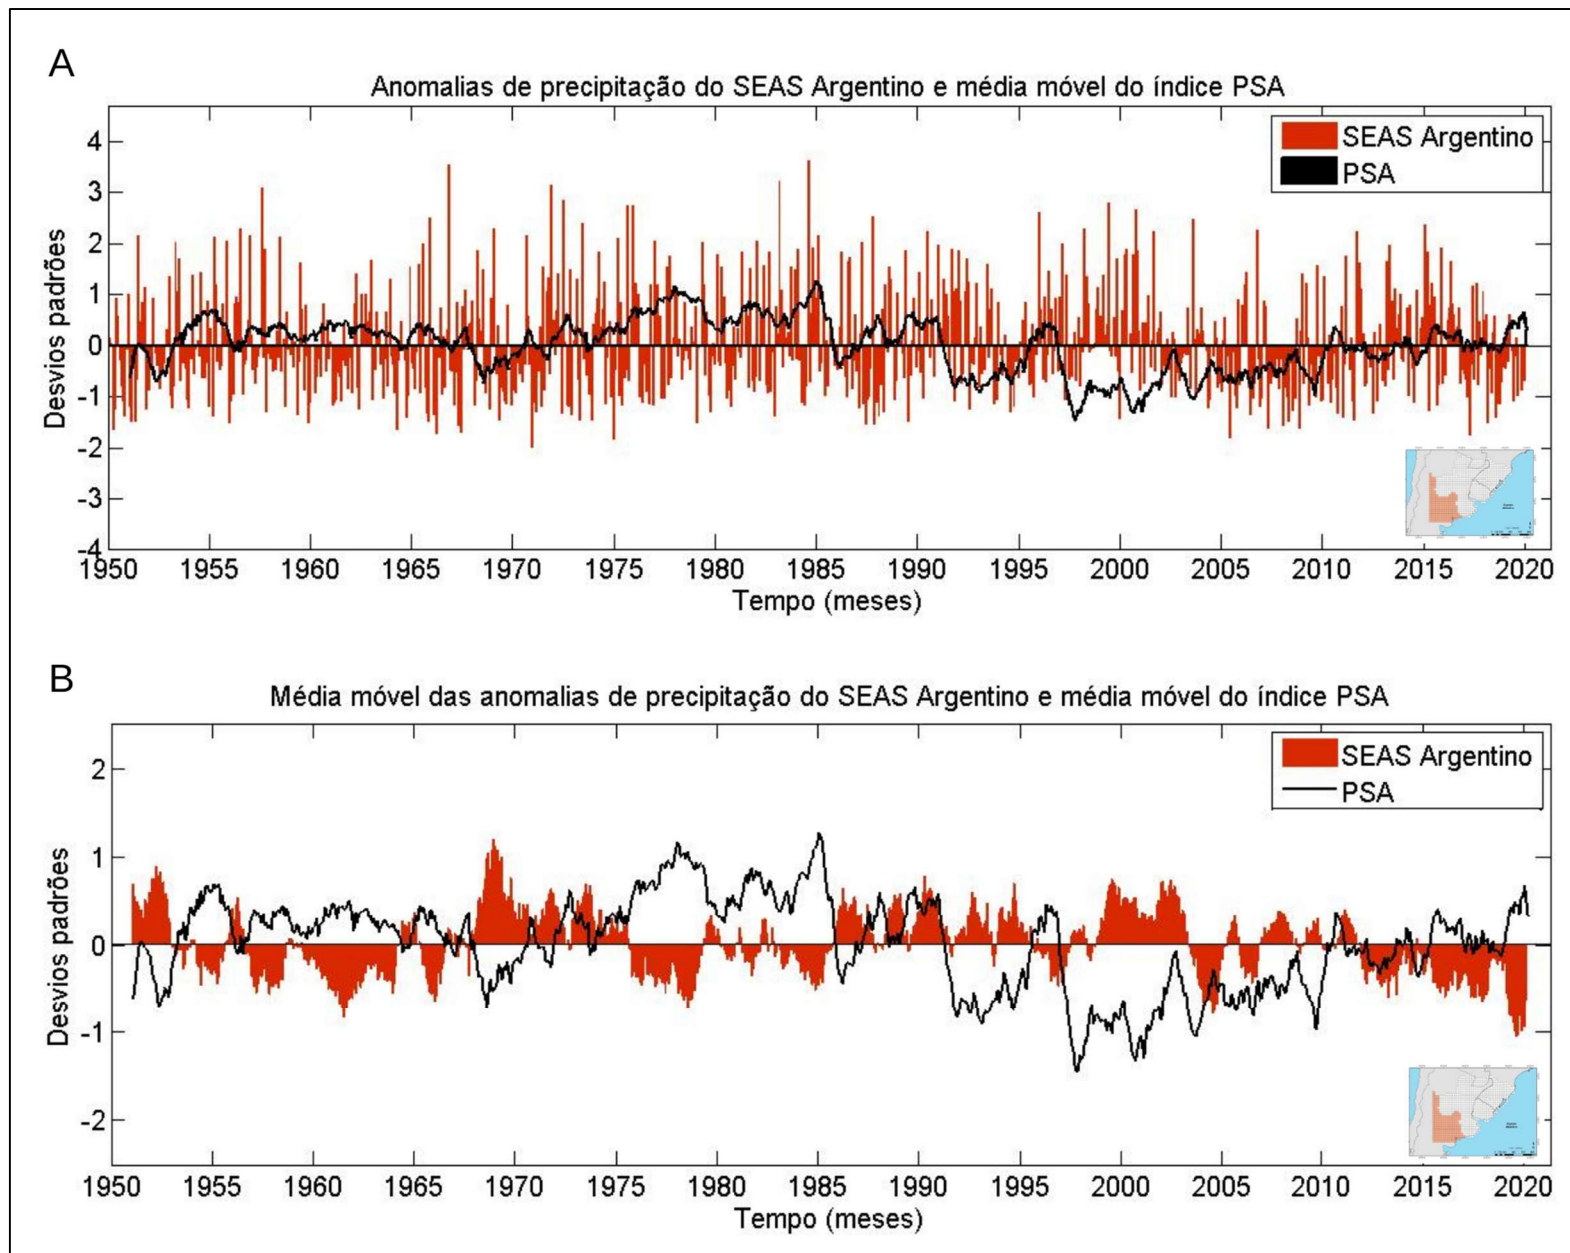 A
Anomalias de precipitação do SEAS Argentino e média móvel do índice PSA
SEAS Argentino
PSA
Desvios padrões
4
3
2
1
0
-1
-2
-3
-4
1950 1955 1960 1965 1970 1975 1980 1985 1990 1995 2000 2005 2010 2015 2020
Tempo (meses)
B
Média móvel das anomalias de precipitação do SEAS Argentino e média móvel do índice PSA
SEAS Argentino
PSA
Desvios padrões
2
1
0
-1
-2
1950 1955 1960 1965 1970 1975 1980 1985 1990 1995 2000 2005 2010 2015 2020
Tempo (meses)